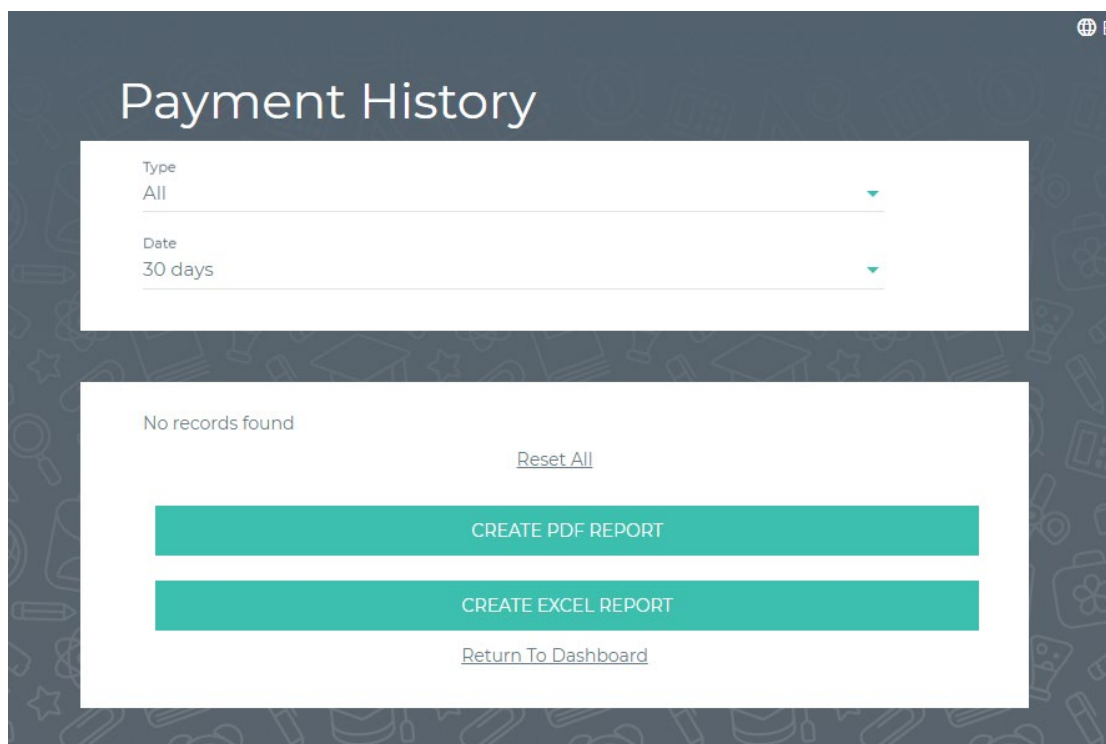 Payment History
Type
All
Date
30 days
No records found
Reset All
CREATE PDF REPORT
CREATE EXCEL REPORT
Return To Dashboard